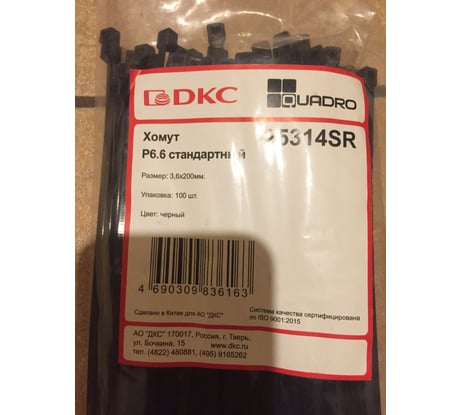 DKC
QUADRO
Хомут
P6.6 стандартный
5314SR
Размер: 3,6x200мм.
Упаковка: 100 шт.
Цвет: черный
4 690309 836163
Сделано в Китае для АО "ДКС"
Система качества сертифицирована
по ISO 9001:2015
АО "ДКС" 170017, Россия, г. Тверь,
ул. Бочкина, 15
www.dkc.ru
тел. (4822) 480881, (495) 9165262